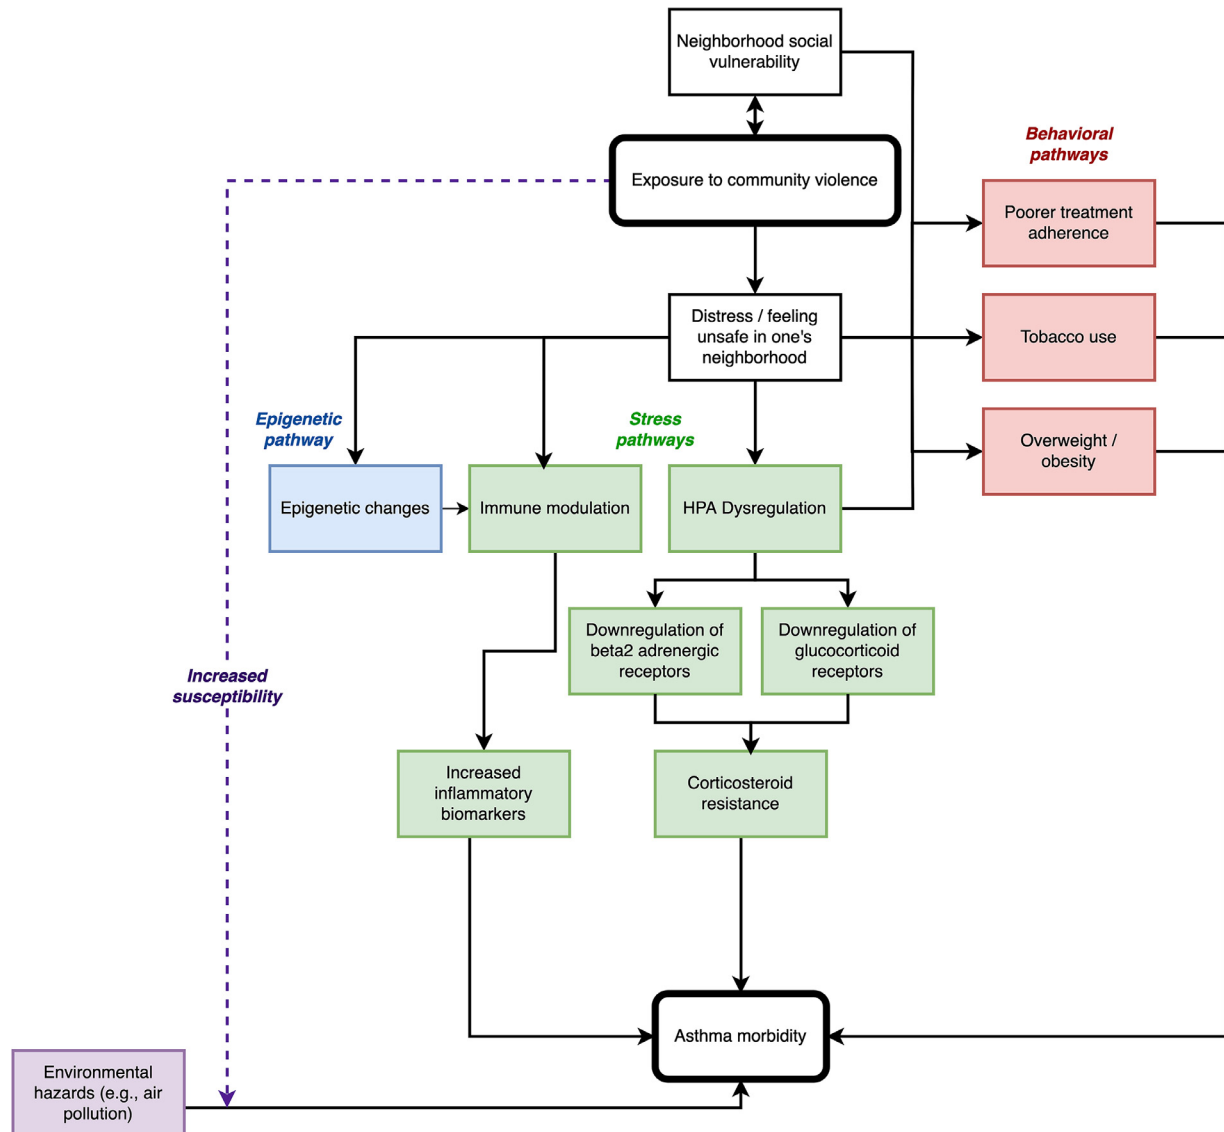 Neighborhood social
vulnerability
Behavioral
pathways
Exposure to community violence
Poorer treatment
adherence
Distress / feeling
unsafe in one's
neighborhood
Tobacco use
Epigenetic
pathway
Stress
pathways
Overweight /
obesity
Epigenetic changes
Immune modulation
HPA Dysregulation
Downregulation of
beta2 adrenergic
receptors
Downregulation of
glucocorticoid
receptors
Increased
susceptibility
Increased
inflammatory
biomarkers
Corticosteroid
resistance
Asthma morbidity
Environmental
hazards (e.g., air
pollution)